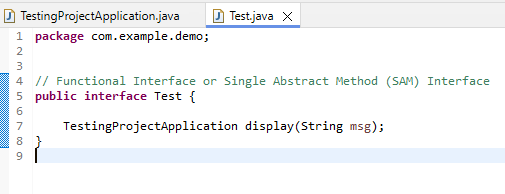 TestingProjectApplication.java Test.java
1 package com.example.demo;
2
3
4 // Functional Interface or Single Abstract Method (SAM) Interface
5 public interface Test {
6
7 TestingProjectApplication display(String msg);
8 }
9